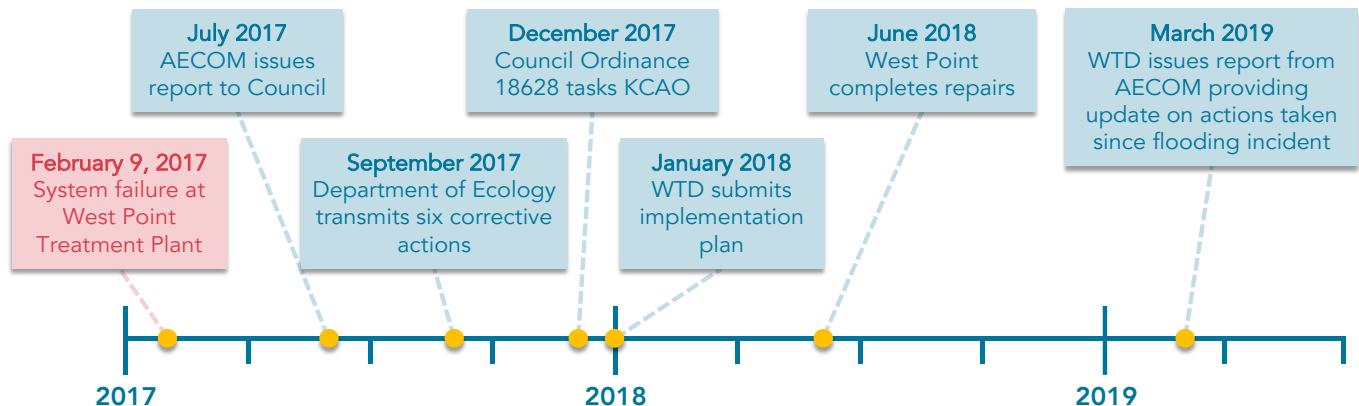 July 2017
AECOM issues
report to Council
December 2017
Council Ordinance
18628 tasks KCAO
June 2018
West Point
completes repairs
March 2019
WTD issues report from
AECOM providing
update on actions taken
since flooding incident
February 9, 2017
System failure at
West Point
Treatment Plant
September 2017
Department of Ecology
transmits six corrective
actions
January 2018
WTD submits
implementation
plan
2017
2018
2019